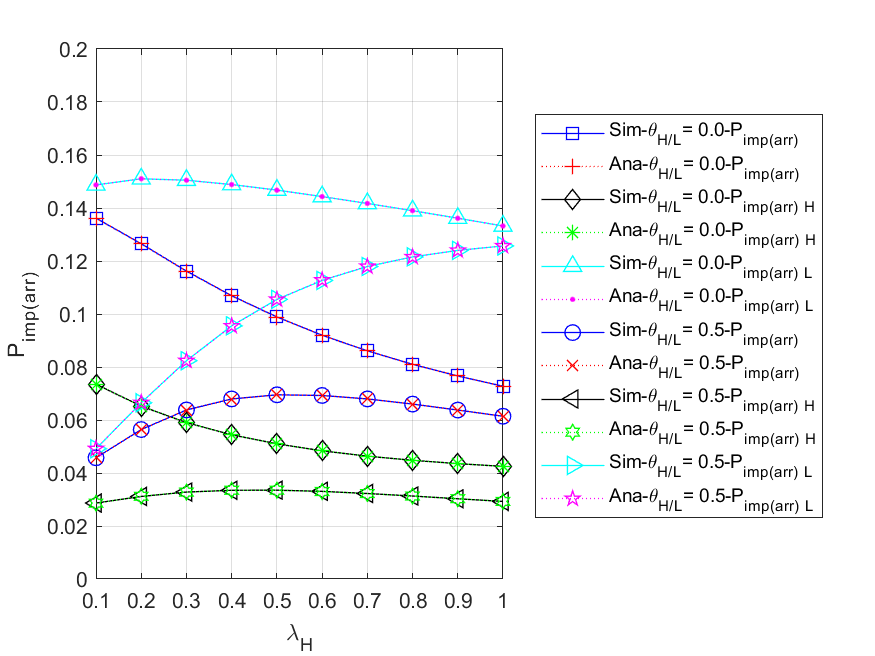 0.2
0.18
0.16
0.14
0.12
0.1
0.08
0.06
0.04
0.02
0
P_imp(arr)
0.1 0.2 0.3 0.4 0.5 0.6 0.7 0.8 0.9 1
λ_H
Sim-θ_H/L= 0.0-P_imp(arr)
Ana-θ_H/L= 0.0-P_imp(arr)
Sim-θ_H/L= 0.0-P_imp(arr) H
Ana-θ_H/L= 0.0-P_imp(arr) H
Sim-θ_H/L= 0.0-P_imp(arr) L
Ana-θ_H/L= 0.0-P_imp(arr) L
Sim-θ_H/L= 0.5-P_imp(arr)
Ana-θ_H/L= 0.5-P_imp(arr)
Sim-θ_H/L= 0.5-P_imp(arr) H
Ana-θ_H/L= 0.5-P_imp(arr) H
Sim-θ_H/L= 0.5-P_imp(arr) L
Ana-θ_H/L= 0.5-P_imp(arr) L